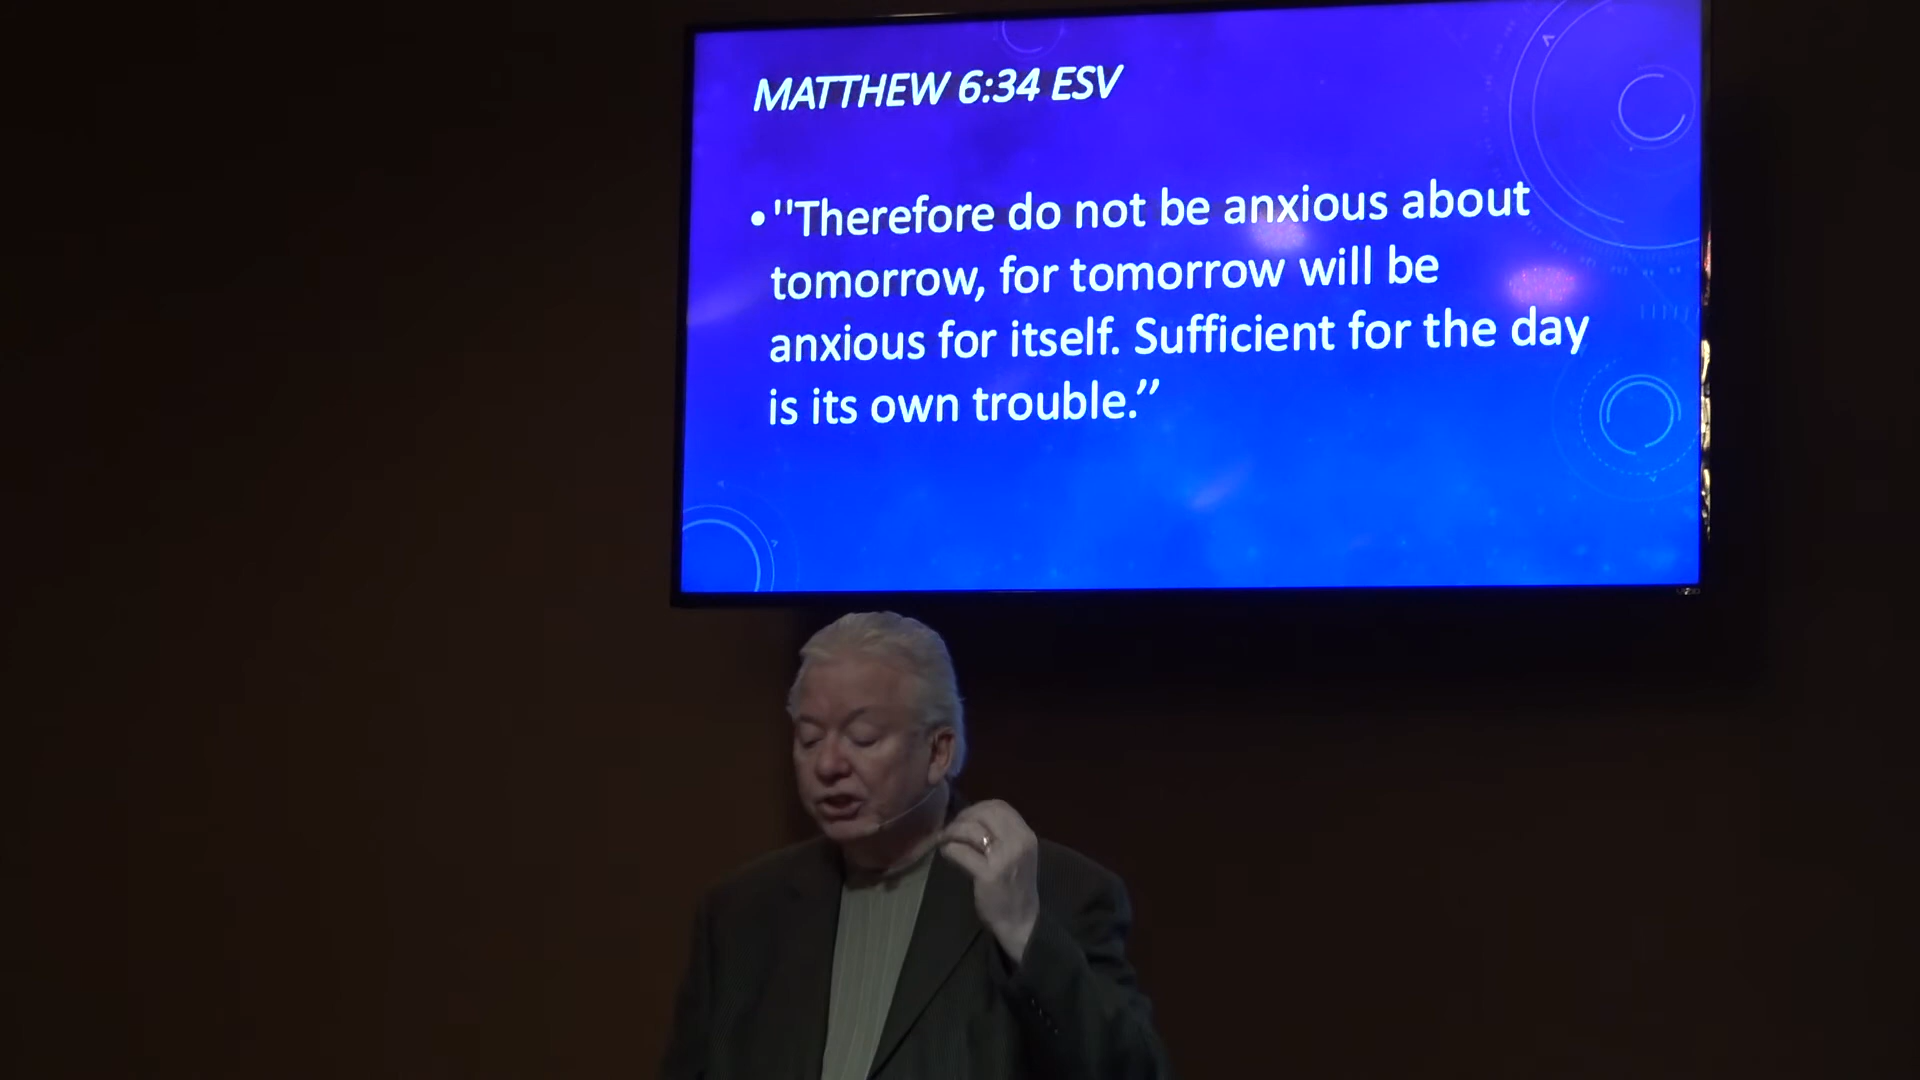 MATTHEW 6:34 ESV
•"Therefore do not be anxious about
tomorrow, for tomorrow will be
anxious for itself. Sufficient for the day
is its own trouble.”
VIZIO